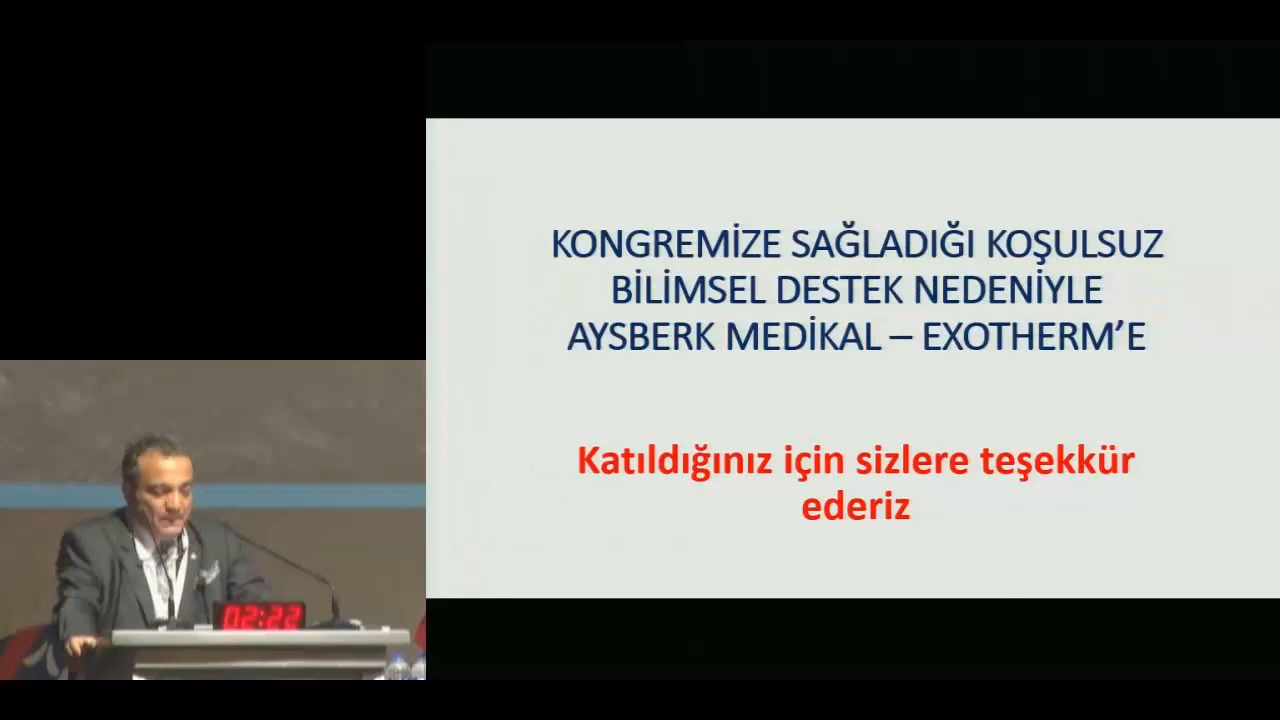 KONGREMİZE SAĞLADIĞI KOŞULSUZ
BİLİMSEL DESTEK NEDENİYLE
AYSBERK MEDİKAL – EXOTHERM’E
Katıldığınız için sizlere teşekkür
ederiz
02:22